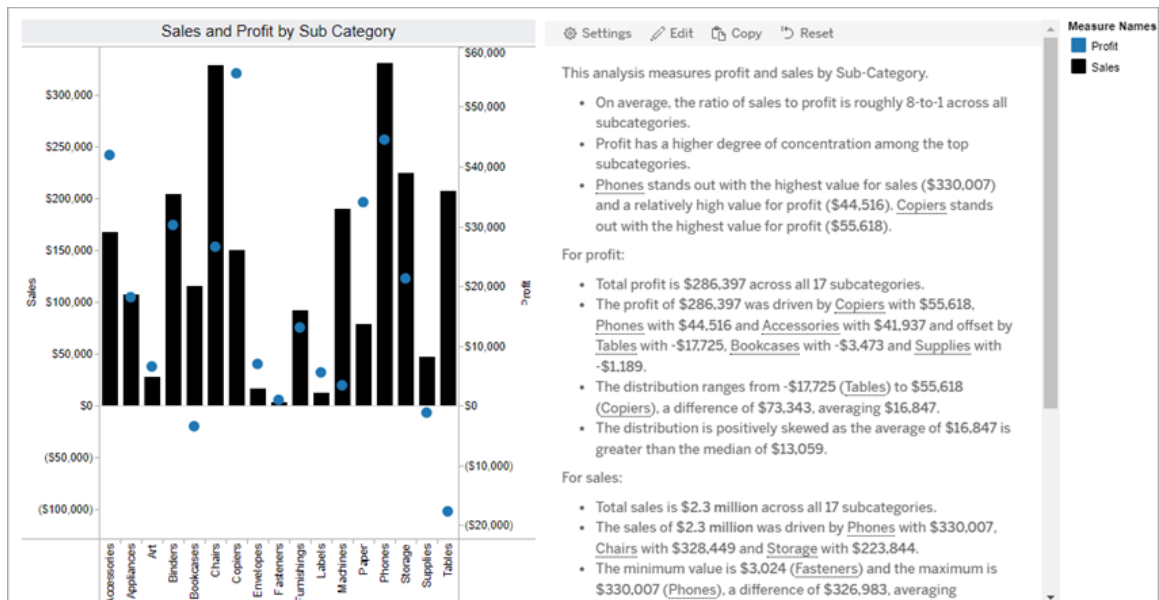 Sales and Profit by Sub Category
$300,000
$250,000
$200,000
$150,000
$100,000
$50,000
$0
($50,000)
($100,000)
Sales
$60,000
$50,000
$40,000
$30,000
$20,000
$10,000
$0
($10,000)
($20,000)
Profit
Accessories
Appliances
Art
Binders
Bookcases
Chairs
Copiers
Envelopes
Fasteners
Furnishings
Labels
Machines
Paper
Phones
Storage
Supplies
Tables
Settings Edit Copy Reset
This analysis measures profit and sales by Sub-Category.
• On average, the ratio of sales to profit is roughly 8-to-1 across all
subcategories.
• Profit has a higher degree of concentration among the top
subcategories.
• Phones stands out with the highest value for sales ($330,007)
and a relatively high value for profit ($44,516). Copiers stands
out with the highest value for profit ($55,618).
For profit:
• Total profit is $286,397 across all 17 subcategories.
• The profit of $286,397 was driven by Copiers with $55,618,
Phones with $44,516 and Accessories with $41,937 and offset by
Tables with -$17,725, Bookcases with -$3,473 and Supplies with
-$1,189.
• The distribution ranges from -$17,725 (Tables) to $55,618
(Copiers), a difference of $73,343, averaging $16,847.
• The distribution is positively skewed as the average of $16,847 is
greater than the median of $13,059.
For sales:
• Total sales is $2.3 million across all 17 subcategories.
• The sales of $2.3 million was driven by Phones with $330,007,
Chairs with $328,449 and Storage with $223,844.
• The minimum value is $3,024 (Fasteners) and the maximum is
$330,007 (Phones), a difference of $326,983, averaging
Measure Names
Profit
Sales